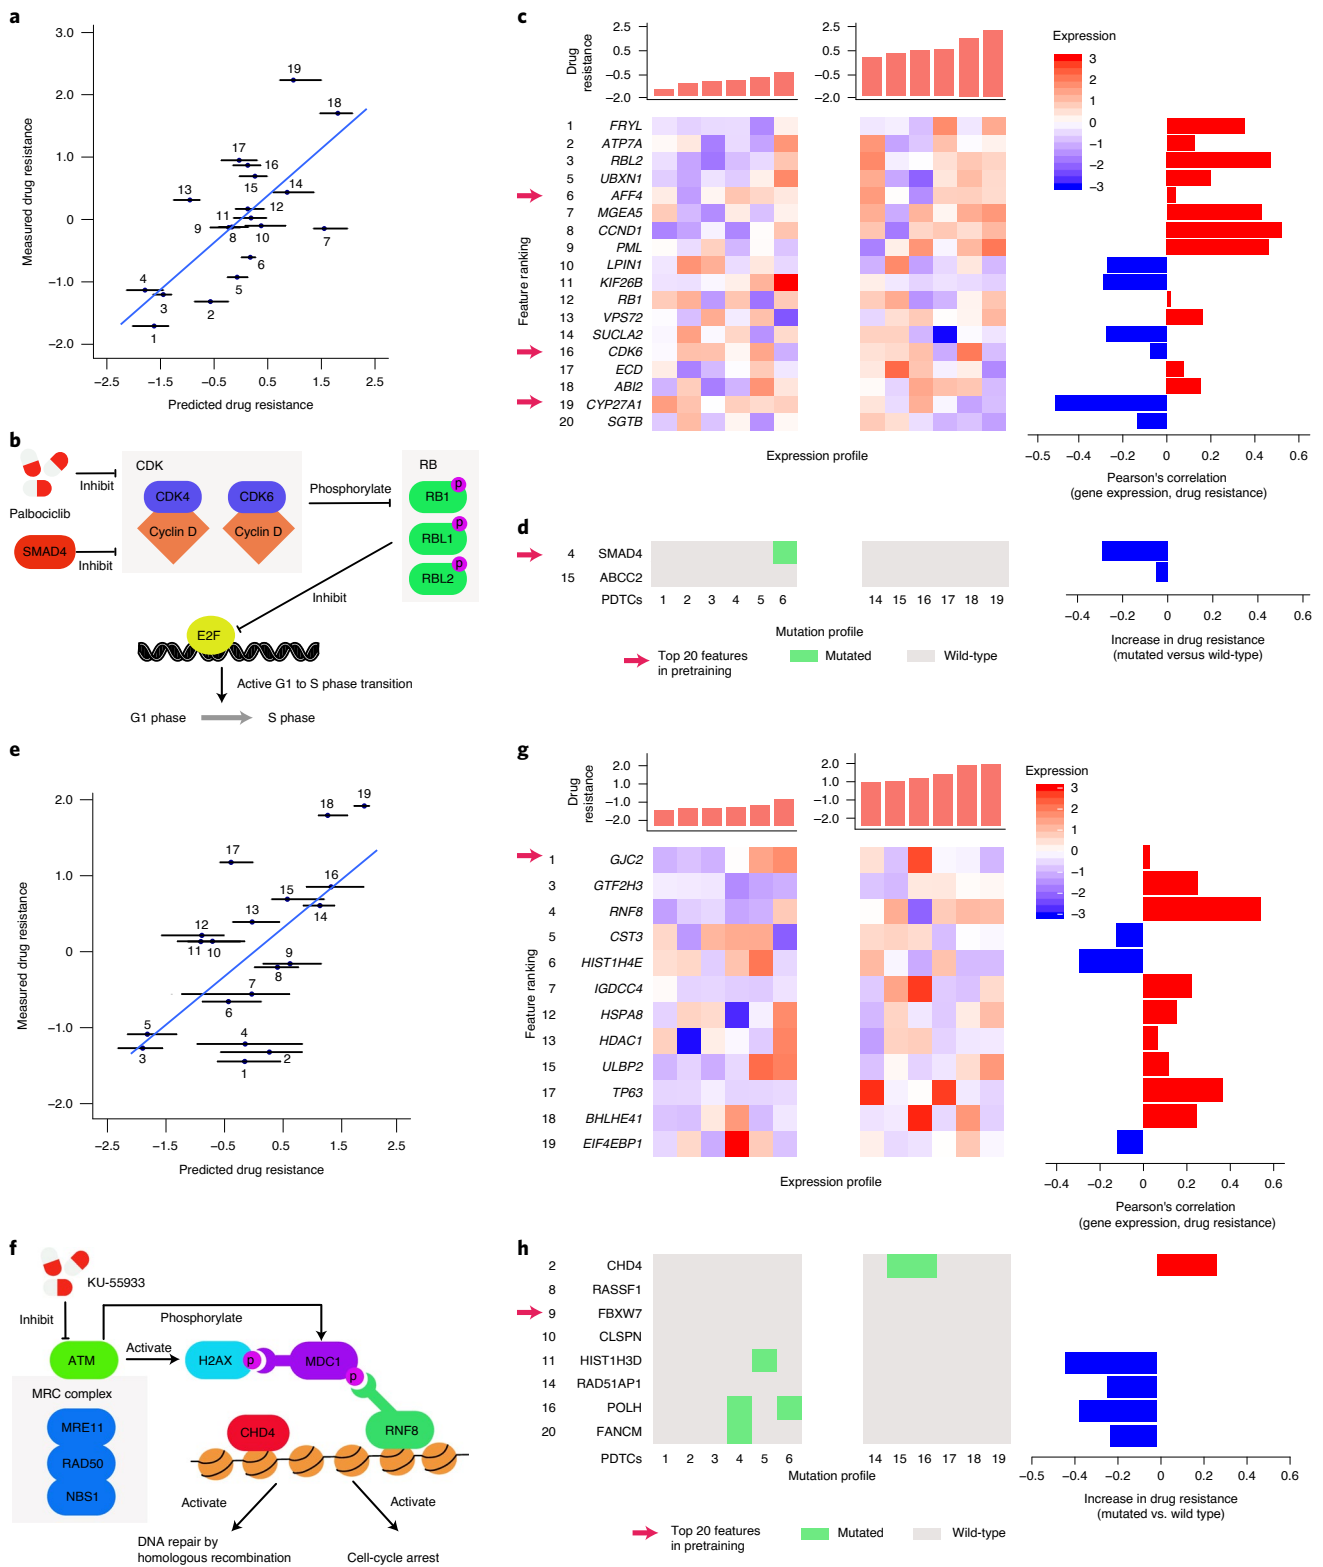 a
3.0
2.0
1.0
0
−1.0
−2.0
Measured drug resistance
19
18
17
16
15
14
13
12
11
9
8
10
7
6
5
4
3
2
1
−2.5 −1.5 −0.5 0.5 1.5 2.5
Predicted drug resistance
b
Palbociclib
Inhibit
SMAD4
Inhibit
CDK
CDK4
CDK6
Cyclin D
Cyclin D
Phosphorylate
RB
RB1
p
RBL1
p
RBL2
p
Inhibit
E2F
Active G1 to S phase transition
G1 phase
S phase
c
Drug
resistance
2.5
0.5
−0.5
−2.0
2.5
0.5
−0.5
−2.0
Expression
3
2
1
0
−1
−2
−3
Feature ranking
1 FRYL
2 ATP7A
3 RBL2
5 UBXN1
6 AFF4
7 MGEA5
8 CCND1
9 PML
10 LPIN1
11 KIF26B
12 RB1
13 VPS72
14 SUCLA2
16 CDK6
17 ECD
18 ABI2
19 CYP27A1
20 SGTB
Expression profile
−0.5 −0.4 −0.2 0 0.2 0.4 0.6
Pearson's correlation
(gene expression, drug resistance)
d
4 SMAD4
15 ABCC2
PDTCs 1 2 3 4 5 6 14 15 16 17 18 19
Mutation profile
Top 20 features
in pretraining
Mutated
Wild-type
−0.4 −0.2 0 0.2 0.4 0.6
Increase in drug resistance
(mutated versus wild-type)
e
2.0
1.0
0
−1.0
−2.0
Measured drug resistance
19
18
17
16
15
14
13
12
11 10
9
8
7
6
5
4
3
2
1
−2.5 −1.5 −0.5 0.5 1.5 2.5
Predicted drug resistance
f
KU-55933
Inhibit
ATM
Phosphorylate
Activate
H2AX
p
MDC1
p
MRC complex
MRE11
RAD50
NBS1
CHD4
RNF8
Activate
Activate
DNA repair by
homologous recombination
Cell-cycle arrest
g
Drug
resistance
2.0
1.0
−1.0
−2.0
2.0
1.0
−1.0
−2.0
Expression
3
2
1
0
−1
−2
−3
Feature ranking
1 GJC2
3 GTF2H3
4 RNF8
5 CST3
6 HIST1H4E
7 IGDCC4
12 HSPA8
13 HDAC1
15 ULBP2
17 TP63
18 BHLHE41
19 EIF4EBP1
Expression profile
−0.4 −0.2 0 0.2 0.4 0.6
Pearson's correlation
(gene expression, drug resistance)
h
2 CHD4
8 RASSF1
9 FBXW7
10 CLSPN
11 HIST1H3D
14 RAD51AP1
16 POLH
20 FANCM
PDTCs 1 2 3 4 5 6 14 15 16 17 18 19
Mutation profile
Top 20 features
in pretraining
Mutated
Wild-type
−0.5 −0.4 −0.2 0 0.2 0.4 0.6
Increase in drug resistance
(mutated vs. wild type)